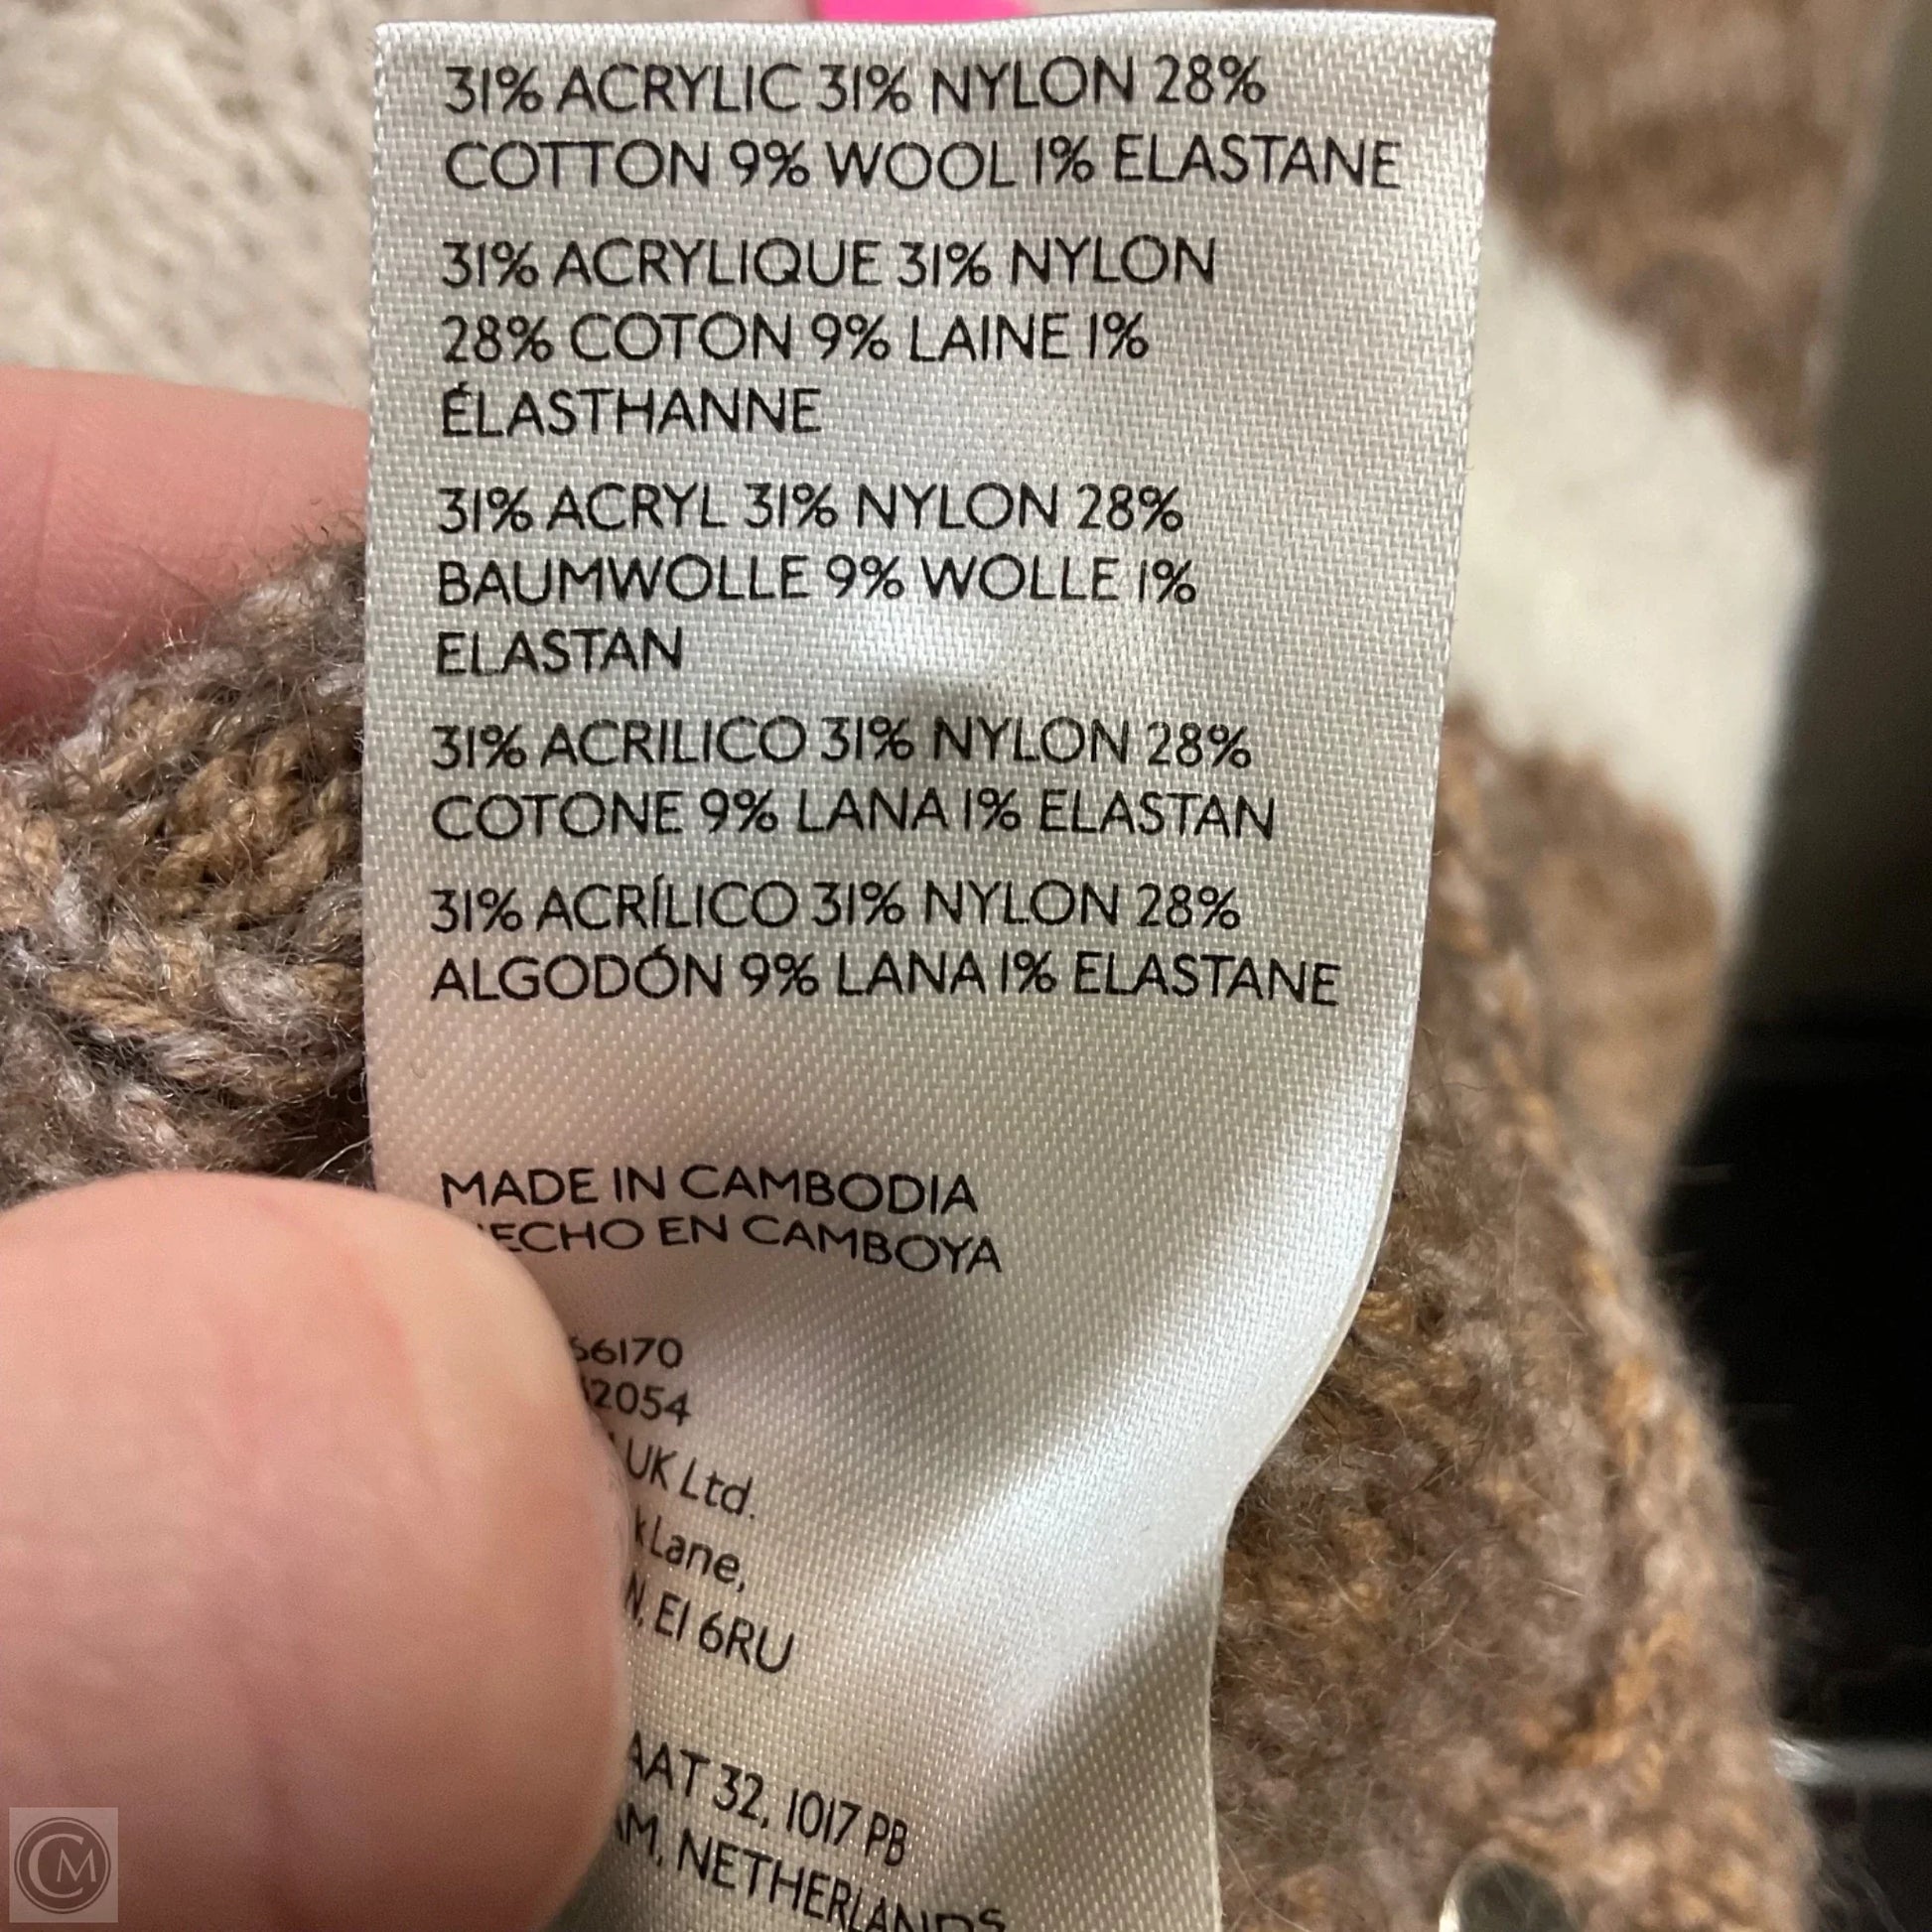 31% ACRYLIC 31% NYLON 28%
COTTON 9% WOOL 1% ELASTANE
31% ACRYLIQUE 31% NYLON
28% COTON 9% LAINE 1%
ÉLASTHANNE
31% ACRYL 31% NYLON 28%
BAUMWOLLE 9% WOLLE 1%
ELASTAN
31% ACRILICO 31% NYLON 28%
COTONE 9% LANA 1% ELASTAN
31% ACRÍLICO 31% NYLON 28%
ALGODÓN 9% LANA 1% ELASTANE
MADE IN CAMBODIA
ECHO EN CAMBOYA
66170
2054
UK Ltd.
Lane,
N, E1 6RU
AAT 32, 1017 PB
M, NETHERLANDS
CM